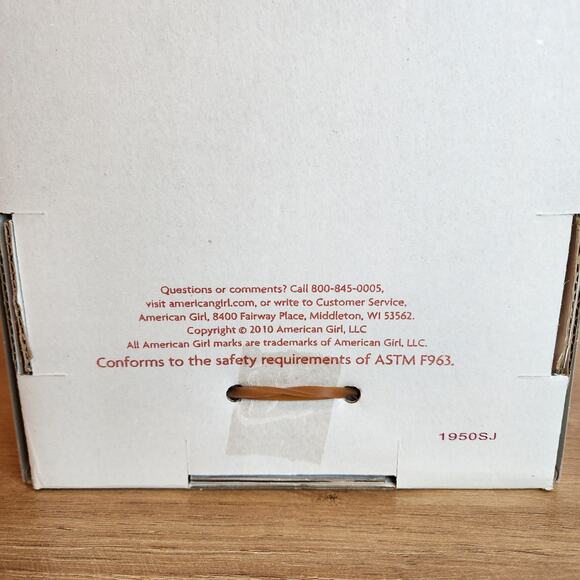 Questions or comments? Call 800-845-0005,
visit americangirl.com, or write to Customer Service,
American Girl, 8400 Fairway Place, Middleton, WI 53562.
Copyright © 2010 American Girl, LLC
All American Girl marks are trademarks of American Girl, LLC.
Conforms to the safety requirements of ASTM F963.
1950SJ